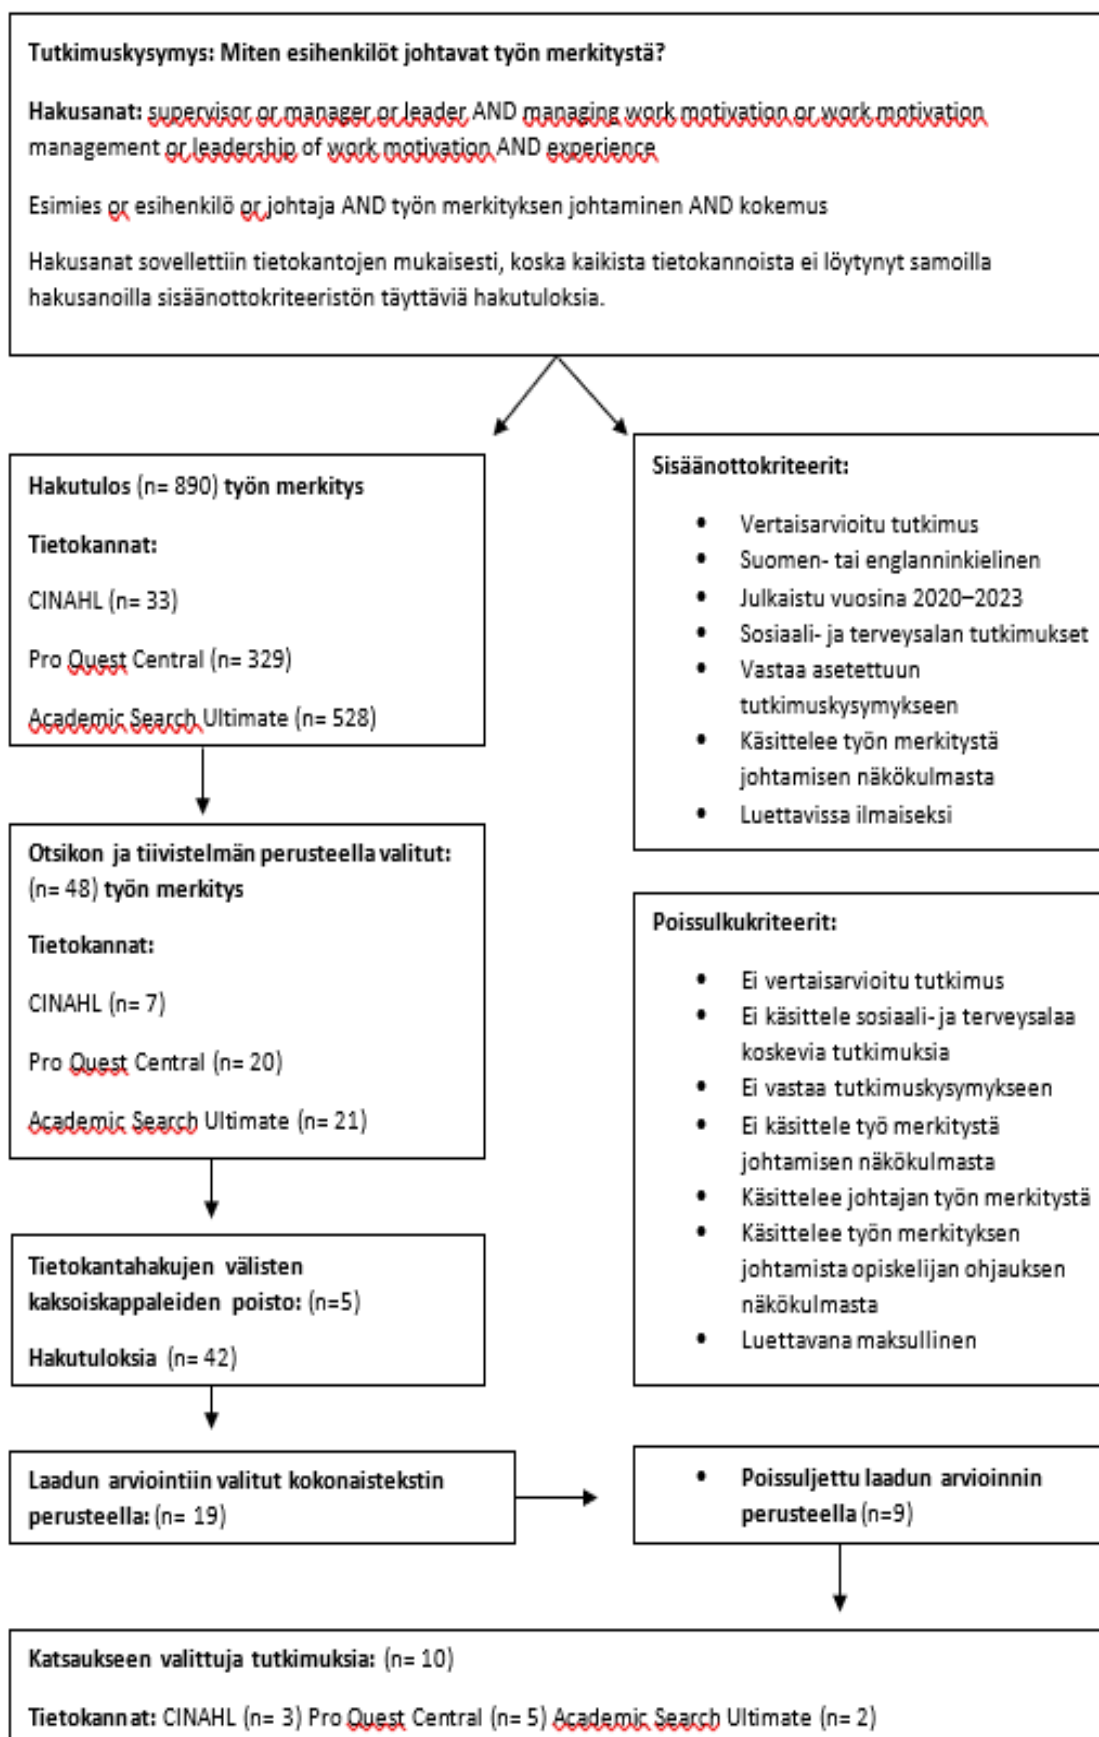 Tutkimuskysymys: Miten esihenkilöt johtavat työn merkitystä?
Hakusanat: supervisor or manager or leader AND managing work motivation or work motivation
management or leadership of work motivation AND experience
Esimies or esihenkilö or johtaja AND työn merkityksen johtaminen AND kokemus
Hakusanat sovellettiin tietokantojen mukaisesti, koska kaikista tietokannoista ei löytynyt samoilla
hakusanoilla sisäänottokriteeristön täyttäviä hakutuloksia.
Hakutulos (n= 890) työn merkitys
Tietokannat:
CINAHL (n= 33)
Pro Quest Central (n= 329)
Academic Search Ultimate (n= 528)
Sisäänottokriteerit:
• Vertaisarvioitu tutkimus
• Suomen- tai englanninkielinen
• Julkaistu vuosina 2020–2023
• Sosiaali- ja terveysalan tutkimukset
• Vastaa asetettuun
tutkimuskysymykseen
• Käsittelee työn merkitystä
johtamisen näkökulmasta
• Luettavissa ilmaiseksi
Otsikon ja tiivistelmän perusteella valitut:
(n= 48) työn merkitys
Tietokannat:
CINAHL (n= 7)
Pro Quest Central (n= 20)
Academic Search Ultimate (n= 21)
Poissulkukriteerit:
• Ei vertaisarvioitu tutkimus
• Ei käsittele sosiaali- ja terveysalaa
koskevia tutkimuksia
• Ei vastaa tutkimuskysymykseen
• Ei käsittele työ merkitystä
johtamisen näkökulmasta
• Käsittelee johtajan työn merkitystä
• Käsittelee työn merkityksen
johtamista opiskelijan ohjauksen
näkökulmasta
• Luettavana maksullinen
Tietokantahakujen välisten
kaksoiskappaleiden poisto: (n=5)
Hakutuloksia (n= 42)
Laadun arviointiin valitut kokonaistekstin
perusteella: (n= 19)
• Poissuljettu laadun arvioinnin
perusteella (n=9)
Katsaukseen valittuja tutkimuksia: (n= 10)
Tietokannat: CINAHL (n= 3) Pro Quest Central (n= 5) Academic Search Ultimate (n= 2)